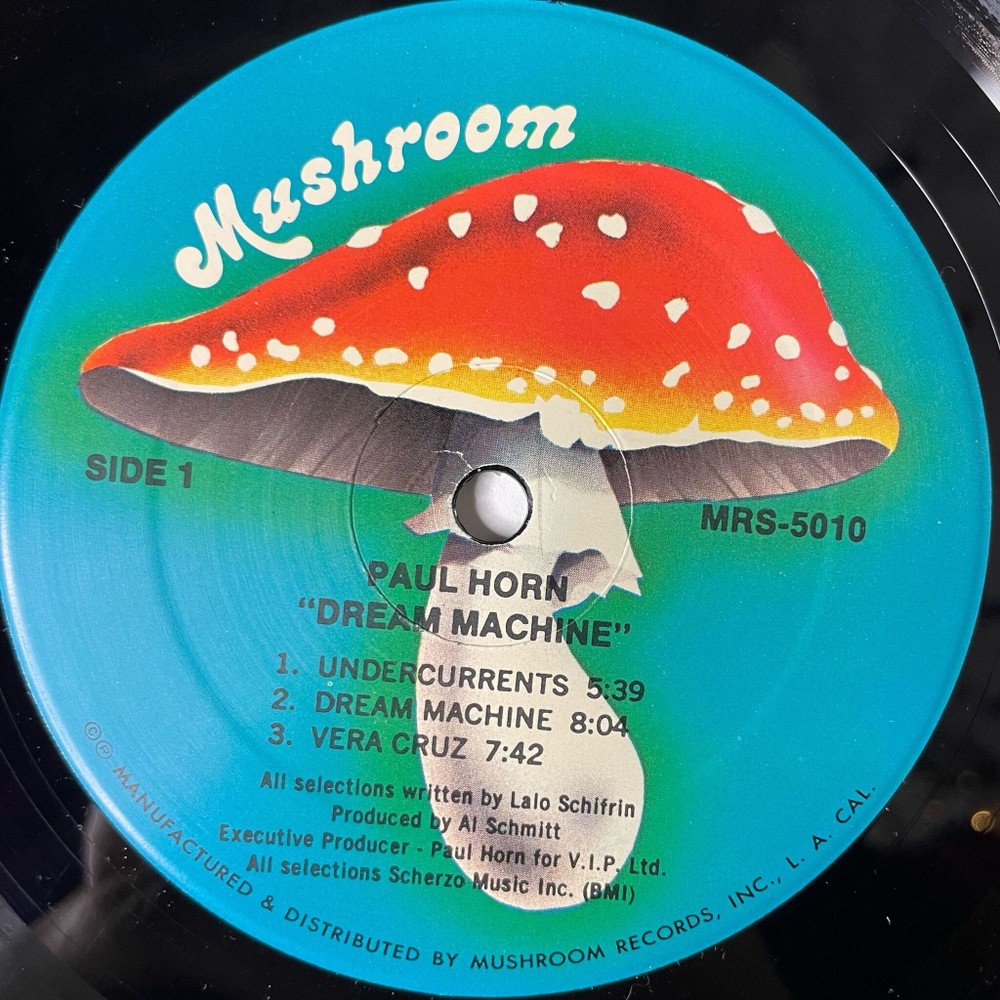 Mushroom
SIDE 1
MRS-5010
PAUL HORN
"DREAM MACHINE"
1. UNDERCURRENTS 5:39
2. DREAM MACHINE 8:04
3. VERA CRUZ 7:42
All selections written by Lalo Schifrin
Produced by Al Schmitt
Executive Producer - Paul Horn for V.I.P. Ltd.
All selections Scherzo Music Inc. (BMI)
©℗ MANUFACTURED & DISTRIBUTED BY MUSHROOM RECORDS, INC., L. A. CAL.